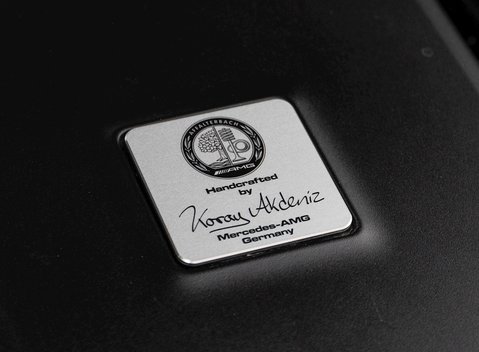 AFFALTERBACH
AMG
Handcrafted
by
Koray Akdeniz
Mercedes-AMG
Germany